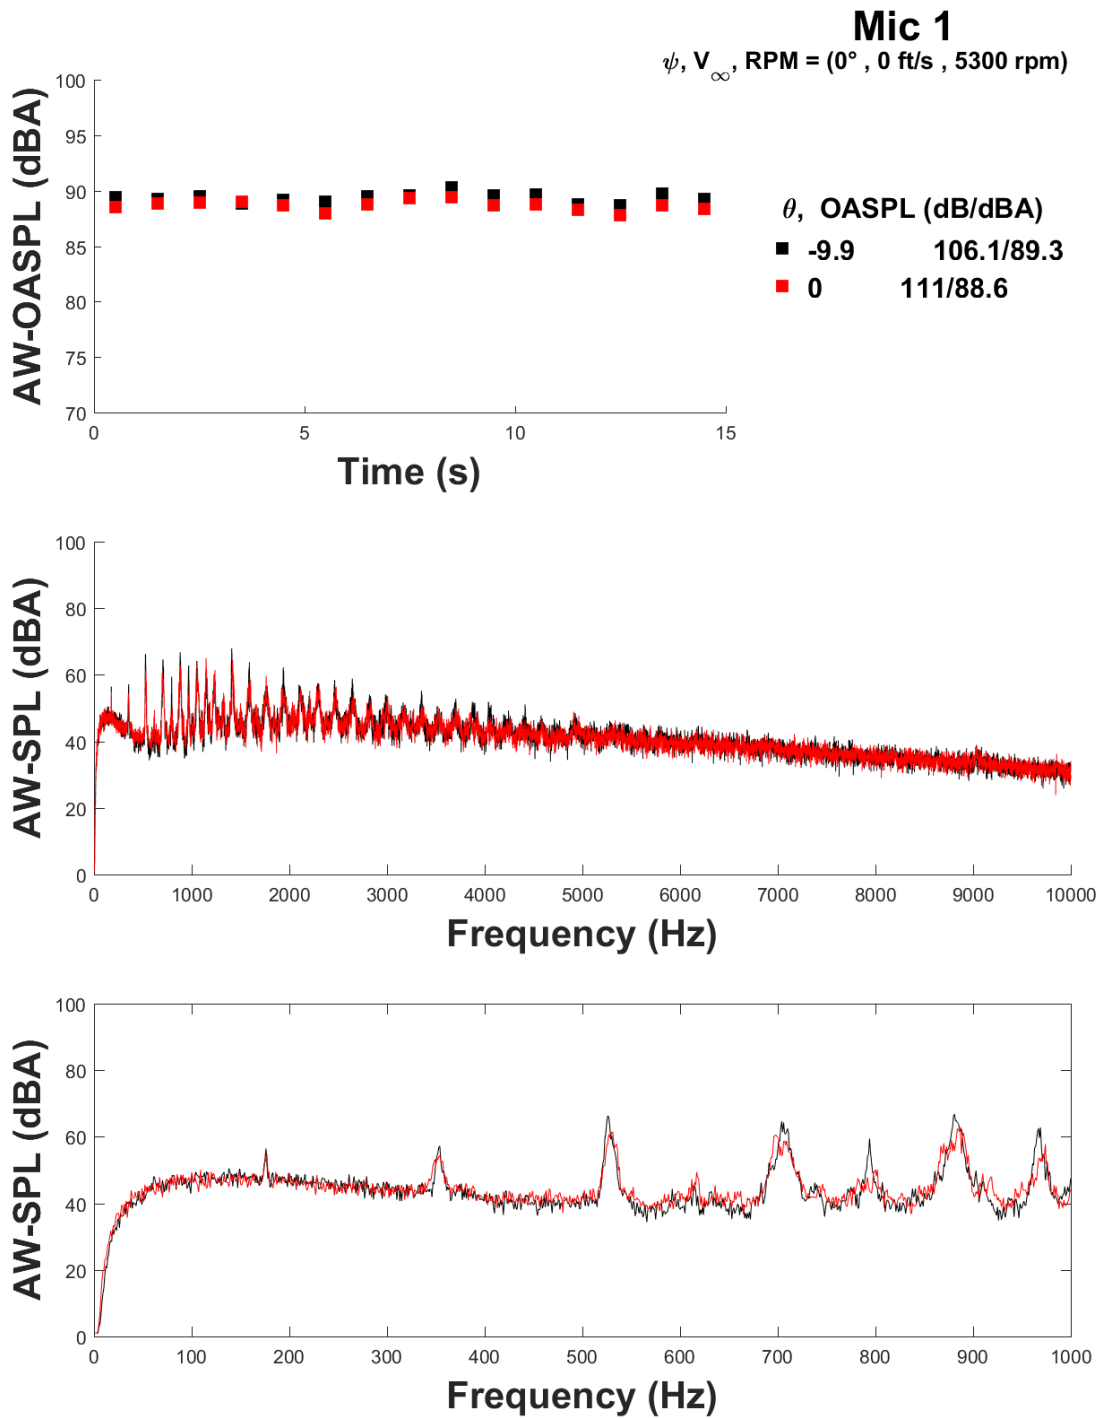 Mic 1
ψ, V∞, RPM = (0° , 0 ft/s , 5300 rpm)
100
95
90
85
80
75
70
0 5 10 15
AW-OASPL (dBA)
Time (s)
θ, OASPL (dB/dBA)
-9.9 106.1/89.3
0 111/88.6
100
80
60
40
20
0
0 1000 2000 3000 4000 5000 6000 7000 8000 9000 10000
AW-SPL (dBA)
Frequency (Hz)
100
80
60
40
20
0
0 100 200 300 400 500 600 700 800 900 1000
AW-SPL (dBA)
Frequency (Hz)